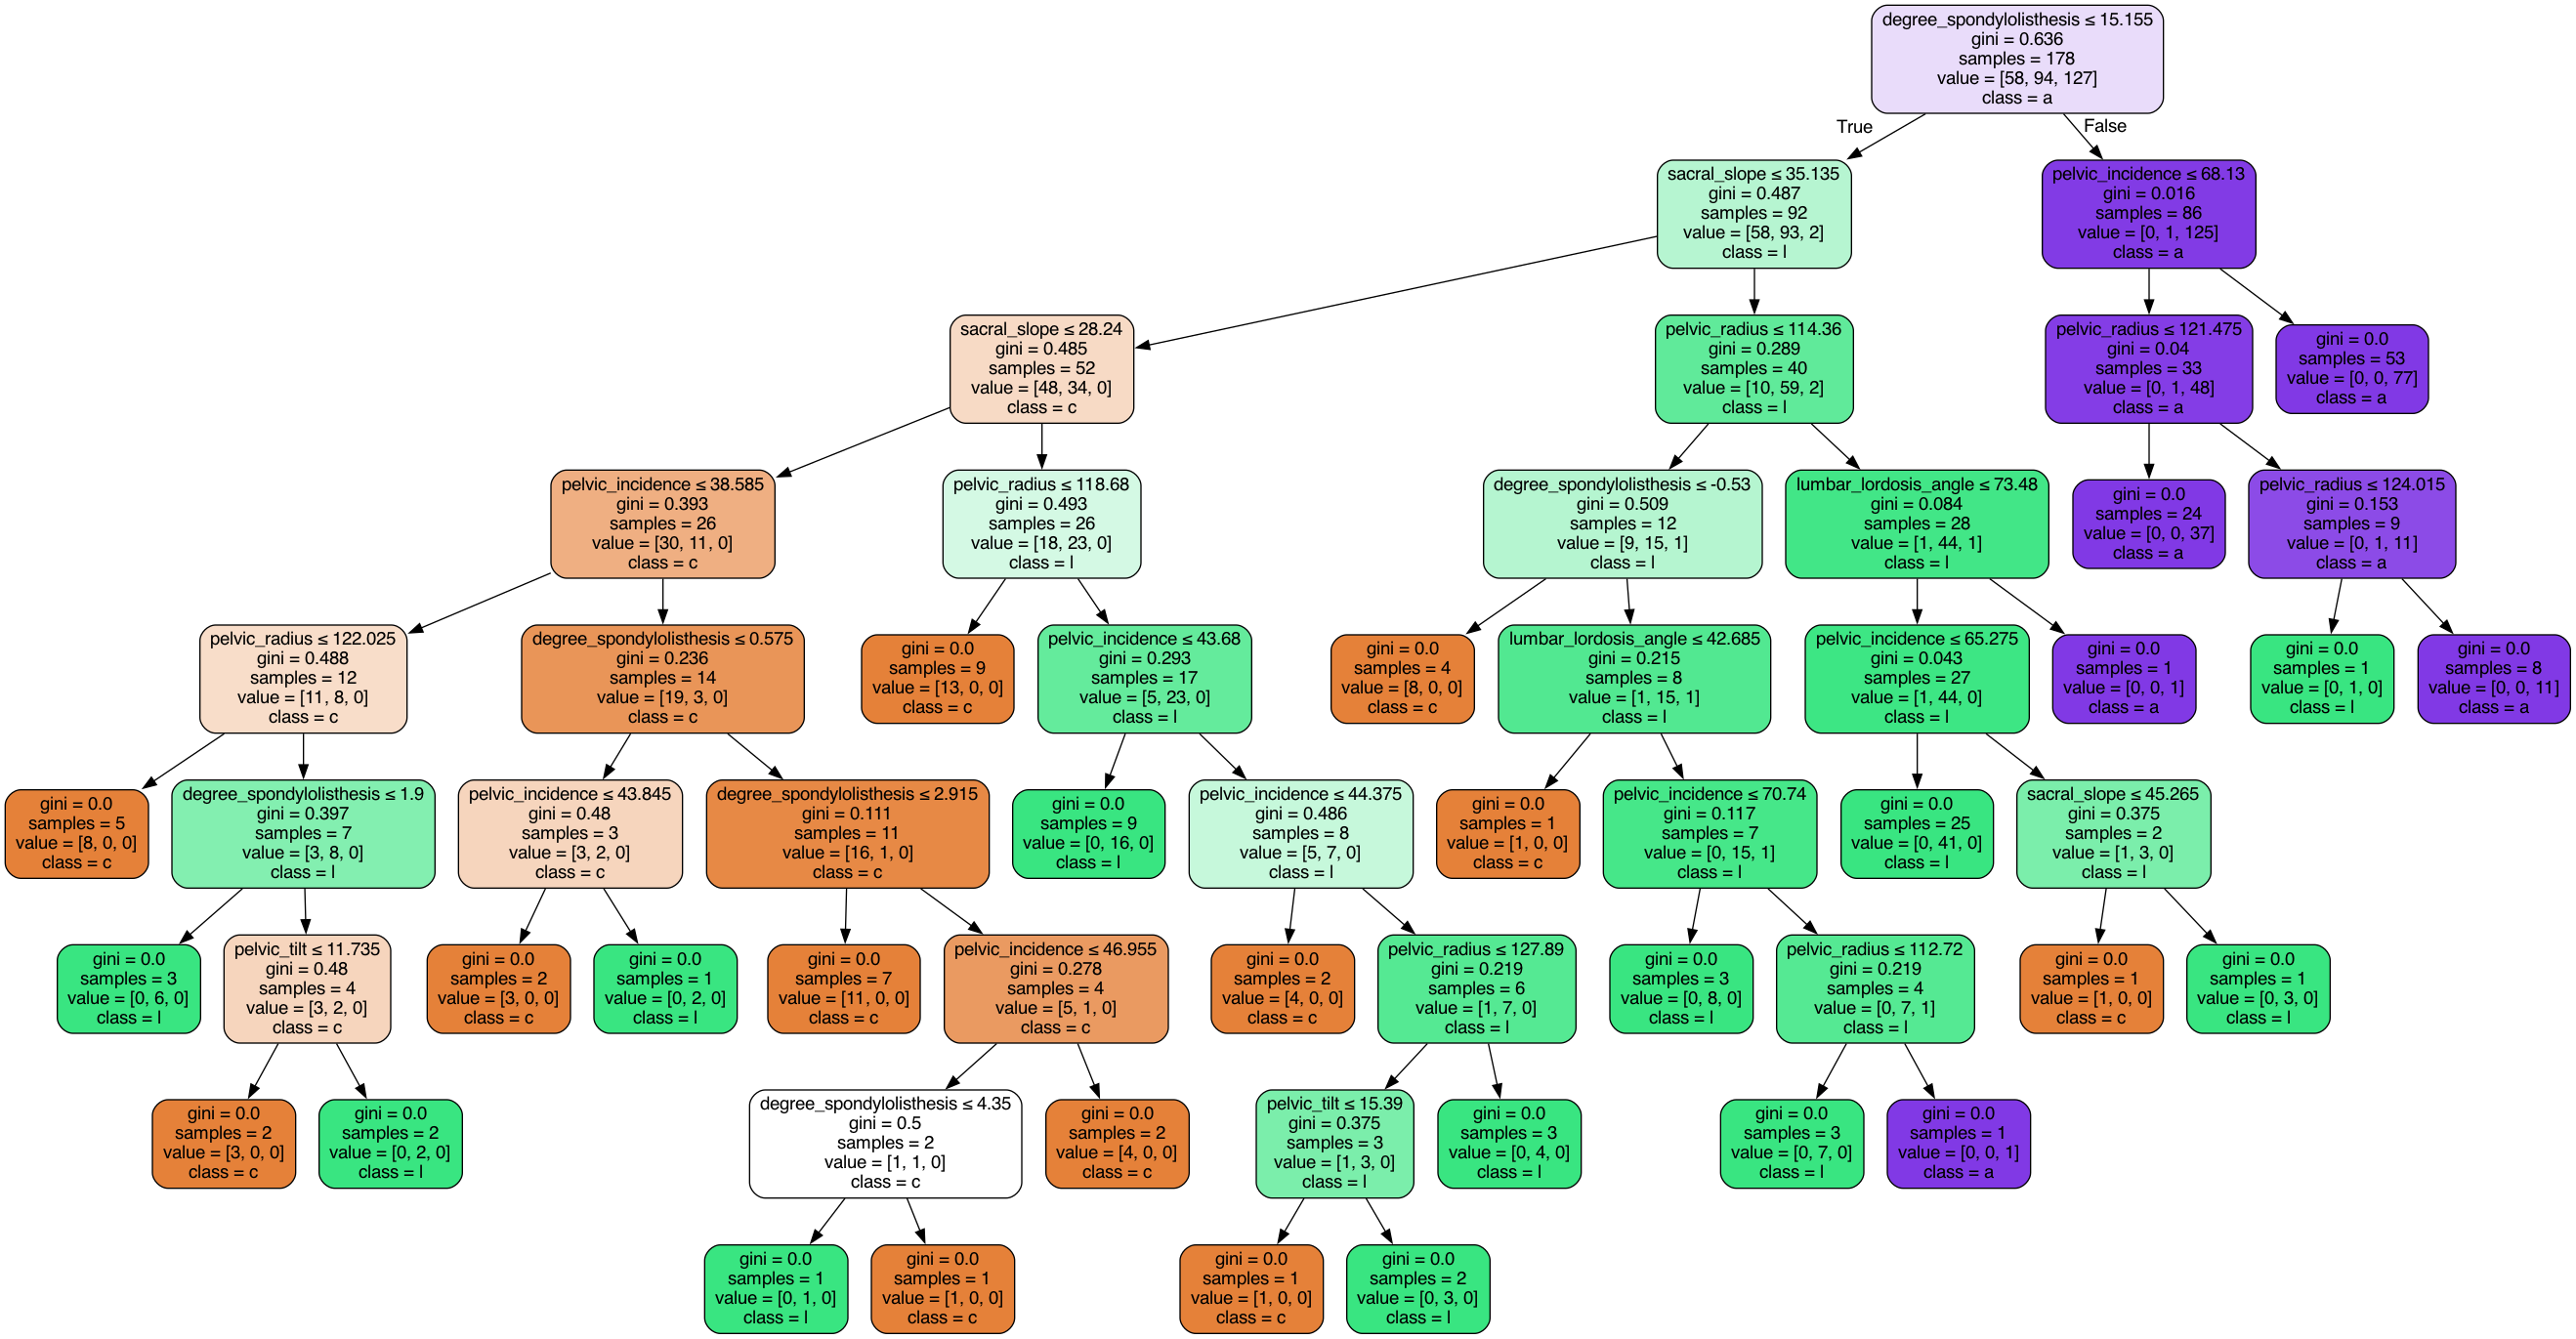 degree_spondylolisthesis ≤ 15.155
gini = 0.636
samples = 178
value = [58, 94, 127]
class = a
True
False
sacral_slope ≤ 35.135
gini = 0.487
samples = 92
value = [58, 93, 2]
class = l
pelvic_incidence ≤ 68.13
gini = 0.016
samples = 86
value = [0, 1, 125]
class = a
sacral_slope ≤ 28.24
gini = 0.485
samples = 52
value = [48, 34, 0]
class = c
pelvic_radius ≤ 114.36
gini = 0.289
samples = 40
value = [10, 59, 2]
class = l
pelvic_radius ≤ 121.475
gini = 0.04
samples = 33
value = [0, 1, 48]
class = a
gini = 0.0
samples = 53
value = [0, 0, 77]
class = a
pelvic_incidence ≤ 38.585
gini = 0.393
samples = 26
value = [30, 11, 0]
class = c
pelvic_radius ≤ 118.68
gini = 0.493
samples = 26
value = [18, 23, 0]
class = l
degree_spondylolisthesis ≤ -0.53
gini = 0.509
samples = 12
value = [9, 15, 1]
class = l
lumbar_lordosis_angle ≤ 73.48
gini = 0.084
samples = 28
value = [1, 44, 1]
class = l
gini = 0.0
samples = 24
value = [0, 0, 37]
class = a
pelvic_radius ≤ 124.015
gini = 0.153
samples = 9
value = [0, 1, 11]
class = a
pelvic_radius ≤ 122.025
gini = 0.488
samples = 12
value = [11, 8, 0]
class = c
degree_spondylolisthesis ≤ 0.575
gini = 0.236
samples = 14
value = [19, 3, 0]
class = c
gini = 0.0
samples = 9
value = [13, 0, 0]
class = c
pelvic_incidence ≤ 43.68
gini = 0.293
samples = 17
value = [5, 23, 0]
class = l
gini = 0.0
samples = 4
value = [8, 0, 0]
class = c
lumbar_lordosis_angle ≤ 42.685
gini = 0.215
samples = 8
value = [1, 15, 1]
class = l
pelvic_incidence ≤ 65.275
gini = 0.043
samples = 27
value = [1, 44, 0]
class = l
gini = 0.0
samples = 1
value = [0, 0, 1]
class = a
gini = 0.0
samples = 1
value = [0, 1, 0]
class = l
gini = 0.0
samples = 8
value = [0, 0, 11]
class = a
gini = 0.0
samples = 5
value = [8, 0, 0]
class = c
degree_spondylolisthesis ≤ 1.9
gini = 0.397
samples = 7
value = [3, 8, 0]
class = l
pelvic_incidence ≤ 43.845
gini = 0.48
samples = 3
value = [3, 2, 0]
class = c
degree_spondylolisthesis ≤ 2.915
gini = 0.111
samples = 11
value = [16, 1, 0]
class = c
gini = 0.0
samples = 9
value = [0, 16, 0]
class = l
pelvic_incidence ≤ 44.375
gini = 0.486
samples = 8
value = [5, 7, 0]
class = l
gini = 0.0
samples = 1
value = [1, 0, 0]
class = c
pelvic_incidence ≤ 70.74
gini = 0.117
samples = 7
value = [0, 15, 1]
class = l
gini = 0.0
samples = 25
value = [0, 41, 0]
class = l
sacral_slope ≤ 45.265
gini = 0.375
samples = 2
value = [1, 3, 0]
class = l
gini = 0.0
samples = 3
value = [0, 6, 0]
class = l
pelvic_tilt ≤ 11.735
gini = 0.48
samples = 4
value = [3, 2, 0]
class = c
gini = 0.0
samples = 2
value = [3, 0, 0]
class = c
gini = 0.0
samples = 1
value = [0, 2, 0]
class = l
gini = 0.0
samples = 7
value = [11, 0, 0]
class = c
pelvic_incidence ≤ 46.955
gini = 0.278
samples = 4
value = [5, 1, 0]
class = c
gini = 0.0
samples = 2
value = [4, 0, 0]
class = c
pelvic_radius ≤ 127.89
gini = 0.219
samples = 6
value = [1, 7, 0]
class = l
gini = 0.0
samples = 3
value = [0, 8, 0]
class = l
pelvic_radius ≤ 112.72
gini = 0.219
samples = 4
value = [0, 7, 1]
class = l
gini = 0.0
samples = 1
value = [1, 0, 0]
class = c
gini = 0.0
samples = 1
value = [0, 3, 0]
class = l
gini = 0.0
samples = 2
value = [3, 0, 0]
class = c
gini = 0.0
samples = 2
value = [0, 2, 0]
class = l
degree_spondylolisthesis ≤ 4.35
gini = 0.5
samples = 2
value = [1, 1, 0]
class = c
gini = 0.0
samples = 2
value = [4, 0, 0]
class = c
pelvic_tilt ≤ 15.39
gini = 0.375
samples = 3
value = [1, 3, 0]
class = l
gini = 0.0
samples = 3
value = [0, 4, 0]
class = l
gini = 0.0
samples = 3
value = [0, 7, 0]
class = l
gini = 0.0
samples = 1
value = [0, 0, 1]
class = a
gini = 0.0
samples = 1
value = [0, 1, 0]
class = l
gini = 0.0
samples = 1
value = [1, 0, 0]
class = c
gini = 0.0
samples = 1
value = [1, 0, 0]
class = c
gini = 0.0
samples = 2
value = [0, 3, 0]
class = l